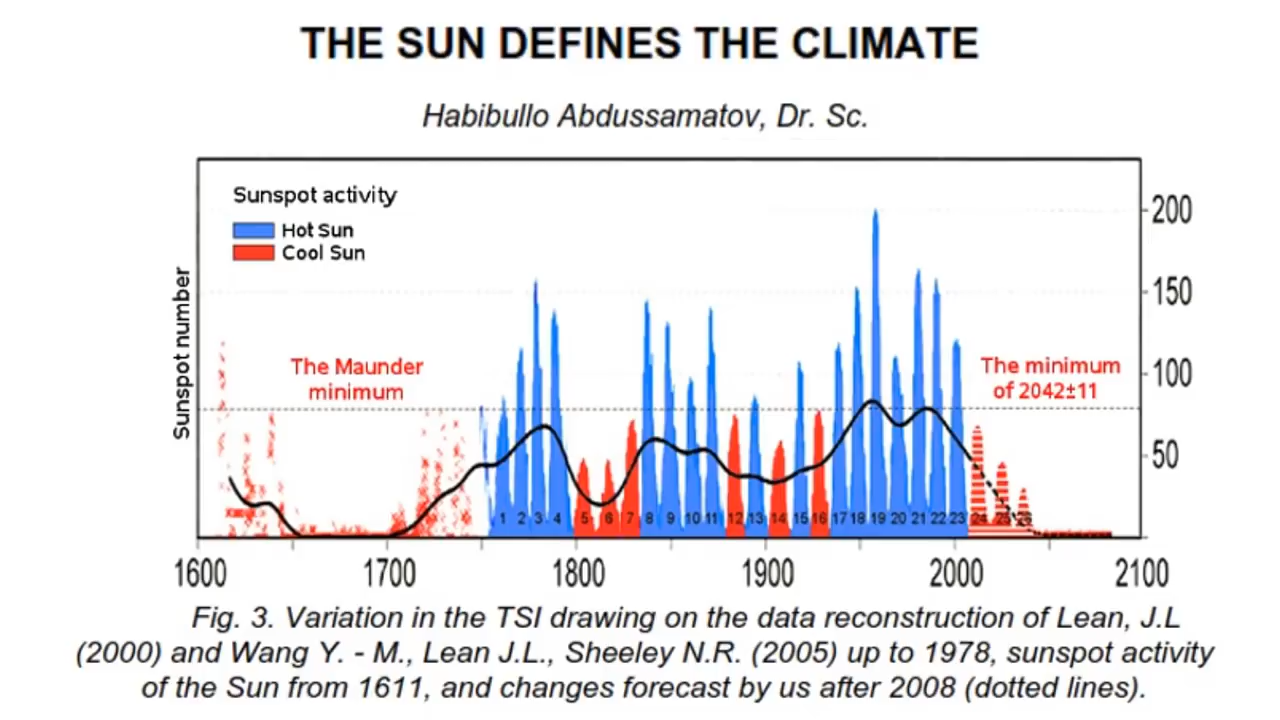 THE SUN DEFINES THE CLIMATE
Habibullo Abdussamatov, Dr. Sc.
Sunspot activity
Hot Sun
Cool Sun
Sunspot number
The Maunder
minimum
The minimum
of 2042±11
200
150
100
50
1 2 3 4 5 6 7 8 9 10 11 12 13 14 15 16 17 18 19 20 21 22 23 24 25 26
1600 1700 1800 1900 2000 2100
Fig. 3. Variation in the TSI drawing on the data reconstruction of Lean, J.L
(2000) and Wang Y. - M., Lean J.L., Sheeley N.R. (2005) up to 1978, sunspot activity
of the Sun from 1611, and changes forecast by us after 2008 (dotted lines).